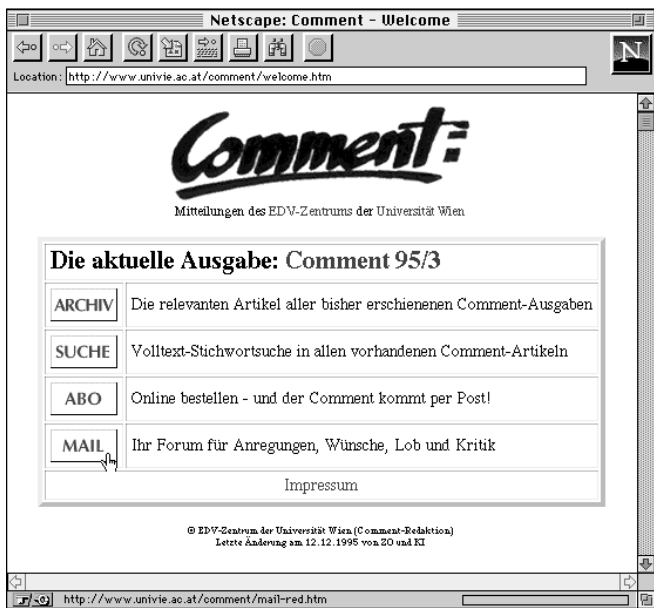 Netscape: Comment - Welcome
N
Location: http://www.univie.ac.at/comment/welcome.htm
Comment:
Mitteilungen des EDV-Zentrums der Universität Wien
Die aktuelle Ausgabe: Comment 95/3
ARCHIV Die relevanten Artikel aller bisher erschienenen Comment-Ausgaben
SUCHE Volltext-Stichwortsuche in allen vorhandenen Comment-Artikeln
ABO Online bestellen - und der Comment kommt per Post!
MAIL Ihr Forum für Anregungen, Wünsche, Lob und Kritik
Impressum
© EDV-Zentrum der Universität Wien (Comment-Redaktion)
Letzte Änderung am 12.12.1995 von ZO und KI
http://www.univie.ac.at/comment/mail-red.htm